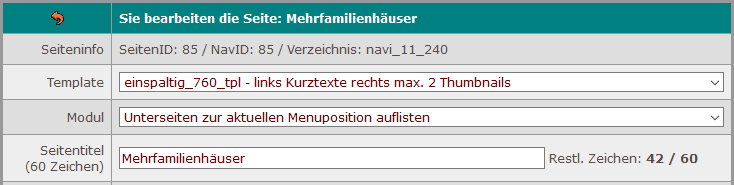 Sie bearbeiten die Seite: Mehrfamilienhäuser
Seiteninfo SeitenID: 85 / NavID: 85 / Verzeichnis: navi_11_240
Template einspaltig_760_tpl - links Kurztexte rechts max. 2 Thumbnails
Modul Unterseiten zur aktuellen Menuposition auflisten
Seitentitel
(60 Zeichen) Mehrfamilienhäuser Restl. Zeichen: 42 / 60